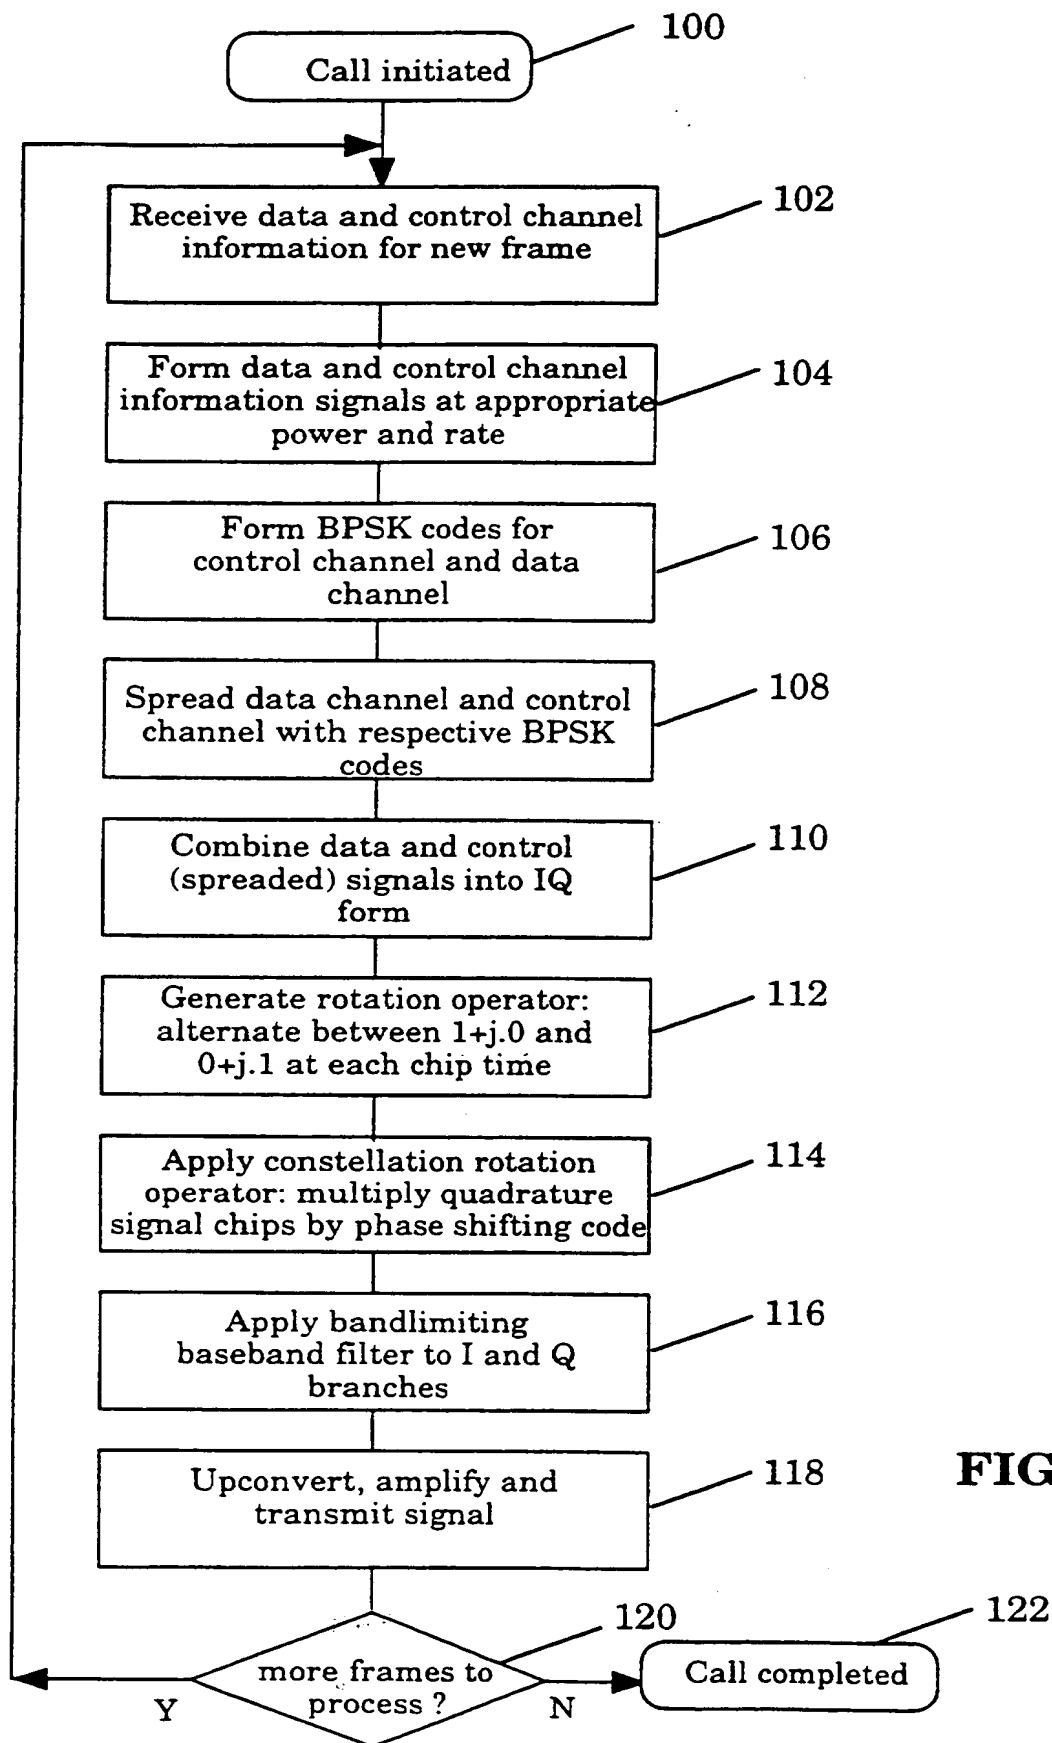 100
Call initiated
102
Receive data and control channel
information for new frame
104
Form data and control channel
information signals at appropriate
power and rate
106
Form BPSK codes for
control channel and data
channel
108
Spread data channel and control
channel with respective BPSK
codes
110
Combine data and control
(spreaded) signals into IQ
form
112
Generate rotation operator:
alternate between 1+j.0 and
0+j.1 at each chip time
114
Apply constellation rotation
operator: multiply quadrature
signal chips by phase shifting code
116
Apply bandlimiting
baseband filter to I and Q
branches
118
Upconvert, amplify and
transmit signal
FIG
120
122
more frames to
process ?
Y
N
Call completed